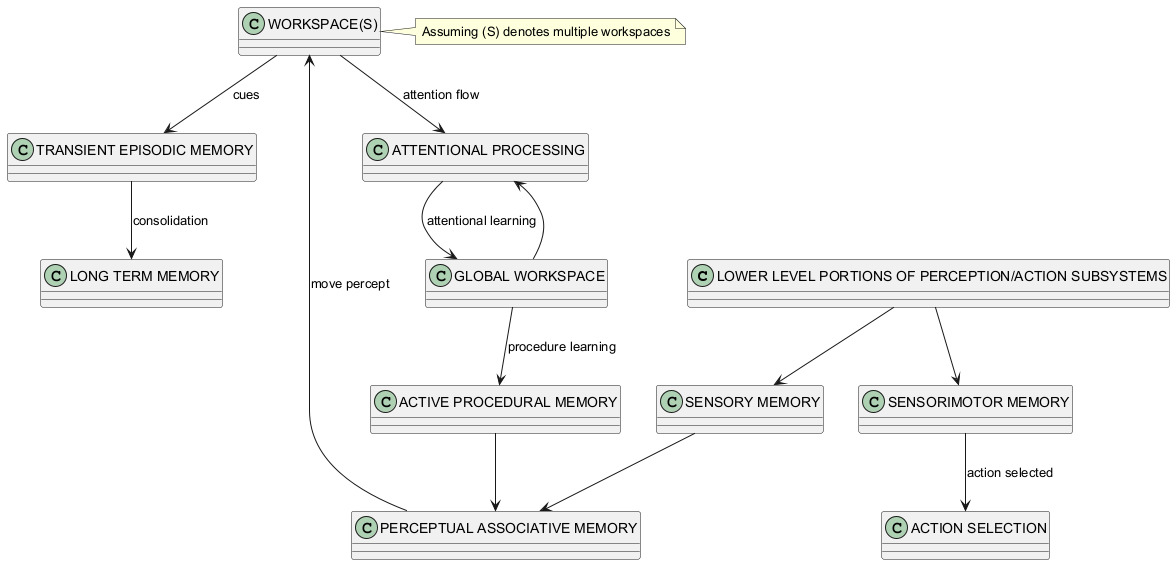 C WORKSPACE(S)
Assuming (S) denotes multiple workspaces
cues
attention flow
C TRANSIENT EPISODIC MEMORY
C ATTENTIONAL PROCESSING
consolidation
attentional learning
C LONG TERM MEMORY
C GLOBAL WORKSPACE
C LOWER LEVEL PORTIONS OF PERCEPTION/ACTION SUBSYSTEMS
move percept
procedure learning
C ACTIVE PROCEDURAL MEMORY
C SENSORY MEMORY
C SENSORIMOTOR MEMORY
action selected
C PERCEPTUAL ASSOCIATIVE MEMORY
C ACTION SELECTION